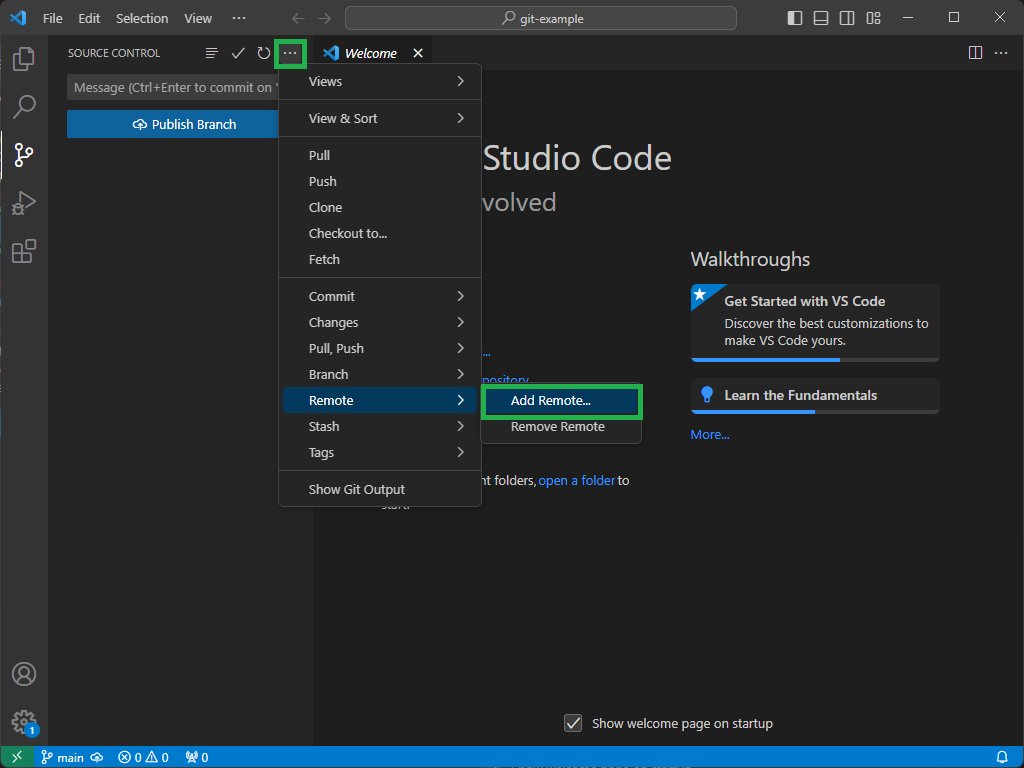 File Edit Selection View ···
git-example
SOURCE CONTROL
Welcome
Message (Ctrl+Enter to commit on "
Publish Branch
Views
View & Sort
Pull
Push
Clone
Checkout to...
Fetch
Commit
Changes
Pull, Push
Branch
Remote
Stash
Tags
Show Git Output
Add Remote...
Remove Remote
Studio Code
volved
...
pository
nt folders, open a folder to
start.
Walkthroughs
Get Started with VS Code
Discover the best customizations to
make VS Code yours.
Learn the Fundamentals
More...
Show welcome page on startup
1
main 0 0 0